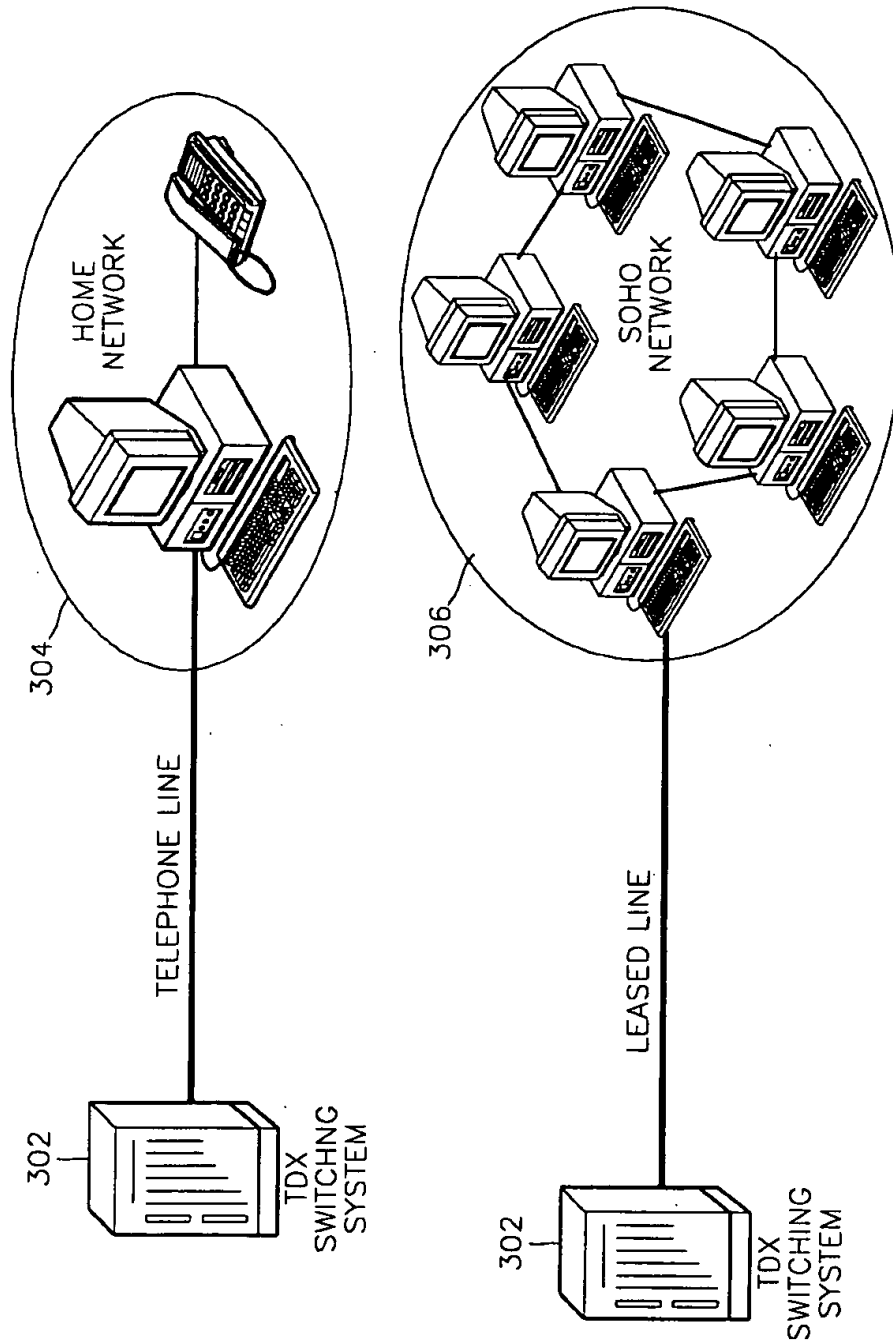 302
TDX
SWITCHNG
SYSTEM
TELEPHONE LINE
304
HOME
NETWORK
302
TDX
SWITCHING
SYSTEM
LEASED LINE
306
SOHO
NETWORK